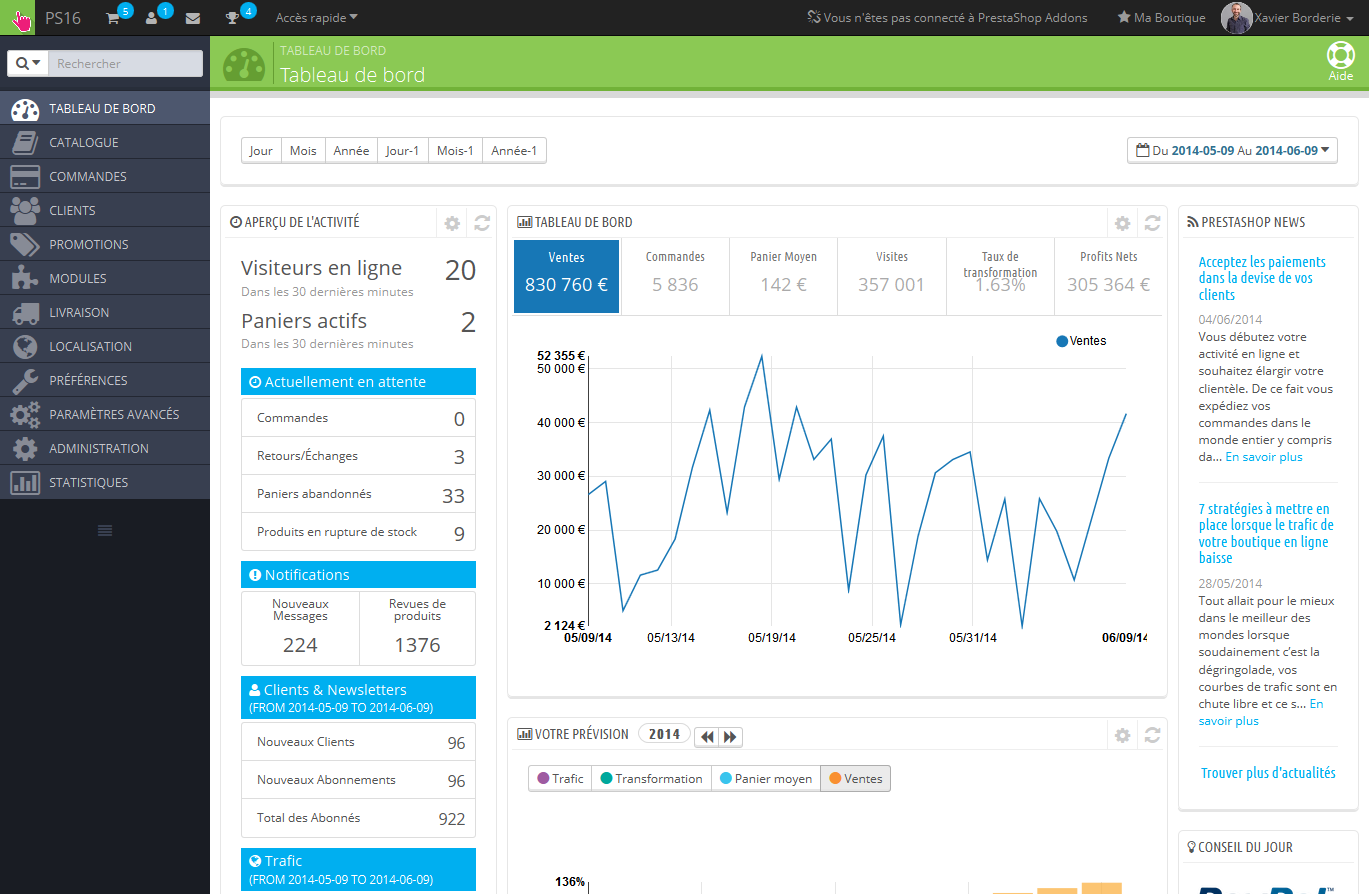 PS16 5 1 4 Accès rapide Vous n'êtes pas connecté à PrestaShop Addons Ma Boutique Xavier Borderie
Rechercher
TABLEAU DE BORD
CATALOGUE
COMMANDES
CLIENTS
PROMOTIONS
MODULES
LIVRAISON
LOCALISATION
PRÉFÉRENCES
PARAMÈTRES AVANCÉS
ADMINISTRATION
STATISTIQUES
TABLEAU DE BORD
Tableau de bord
Aide
Jour Mois Année Jour-1 Mois-1 Année-1
Du 2014-05-09 Au 2014-06-09
APERÇU DE L'ACTIVITÉ
Visiteurs en ligne 20
Dans les 30 dernières minutes
Paniers actifs 2
Dans les 30 dernières minutes
Actuellement en attente
Commandes 0
Retours/Échanges 3
Paniers abandonnés 33
Produits en rupture de stock 9
Notifications
Nouveaux
Messages
224
Revues de
produits
1376
Clients & Newsletters
(FROM 2014-05-09 TO 2014-06-09)
Nouveaux Clients 96
Nouveaux Abonnements 96
Total des Abonnés 922
Trafic
(FROM 2014-05-09 TO 2014-06-09)
TABLEAU DE BORD
Ventes
830 760 €
Commandes
5 836
Panier Moyen
142 €
Visites
357 001
Taux de
transformation
1.63%
Profits Nets
305 364 €
Ventes
52 355 €
50 000 €
40 000 €
30 000 €
20 000 €
10 000 €
2 124 €
05/09/14 05/13/14 05/19/14 05/25/14 05/31/14 06/09/14
VOTRE PRÉVISION 2014
Trafic Transformation Panier moyen Ventes
136%
PRESTASHOP NEWS
Acceptez les paiements
dans la devise de vos
clients
04/06/2014
Vous débutez votre
activité en ligne et
souhaitez élargir votre
clientèle. De ce fait vous
expédiez vos
commandes dans le
monde entier y compris
da... En savoir plus
7 stratégies à mettre en
place lorsque le trafic de
votre boutique en ligne
baisse
28/05/2014
Tout allait pour le mieux
dans le meilleur des
mondes lorsque
soudainement c'est la
dégringolade, vos
courbes de trafic sont en
chute libre et ce s... En
savoir plus
Trouver plus d'actualités
CONSEIL DU JOUR